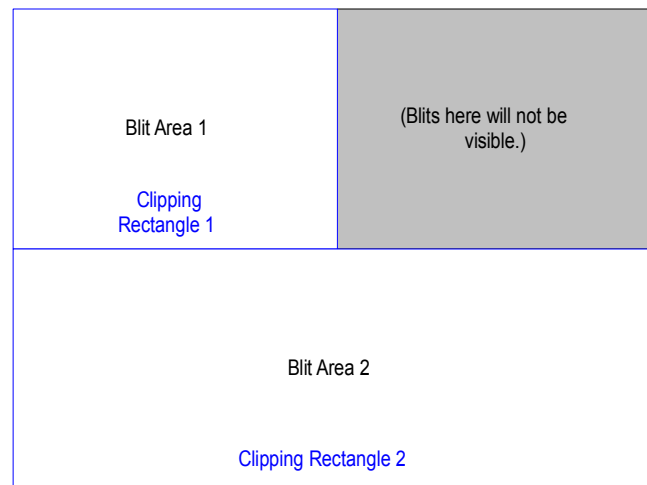 Blit Area 1
(Blits here will not be
visible.)
Clipping
Rectangle 1
Blit Area 2
Clipping Rectangle 2